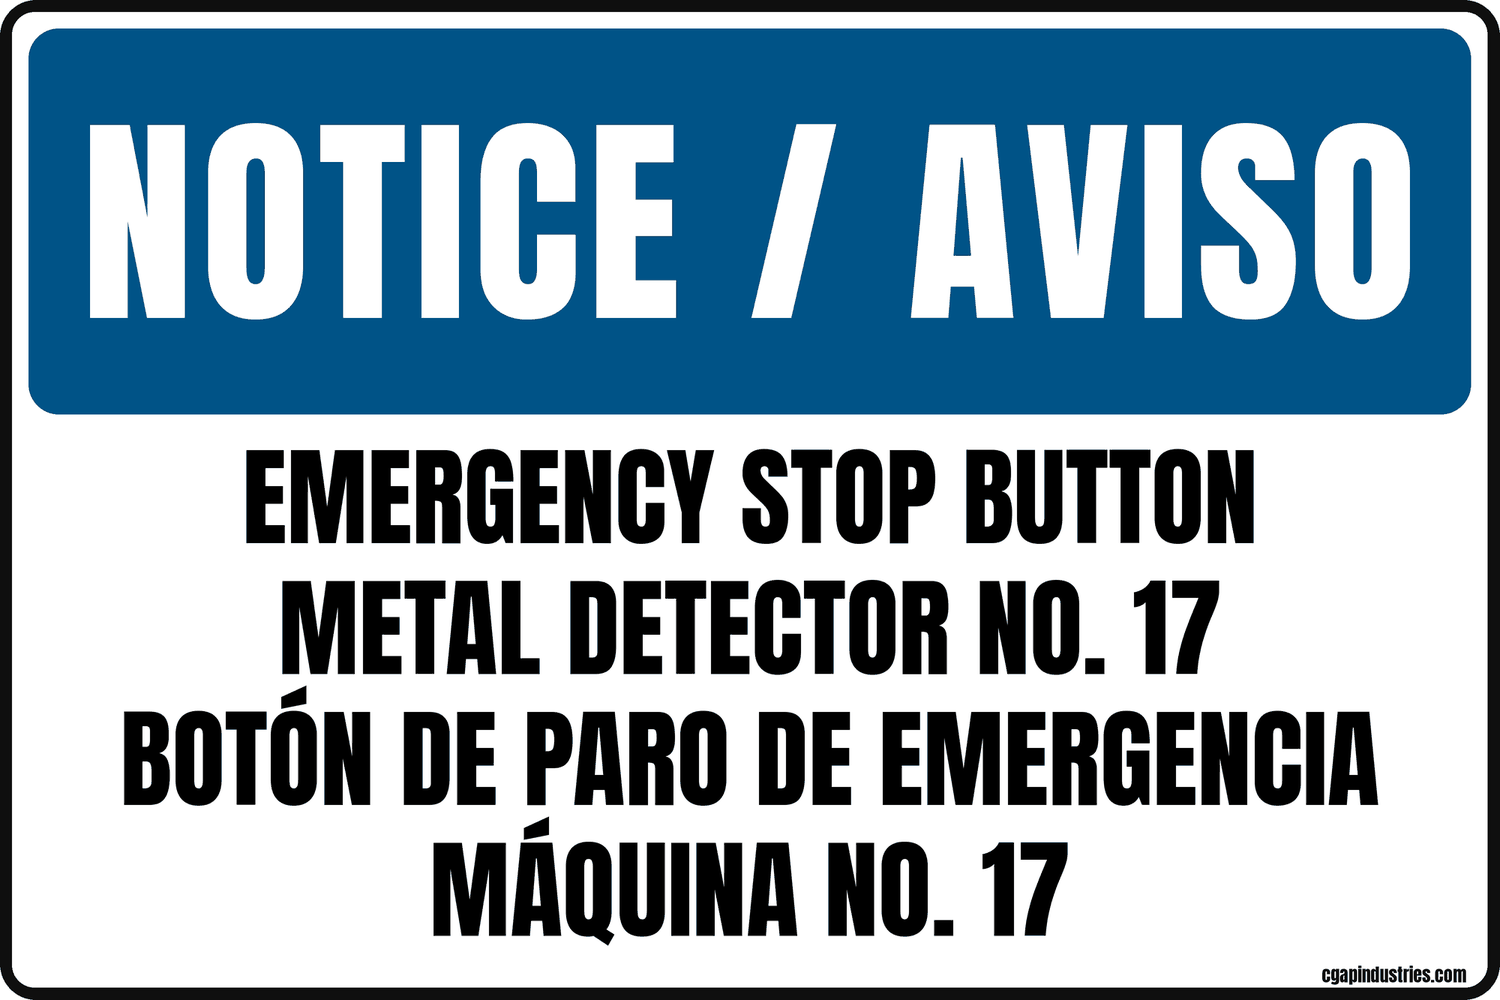 NOTICE / AVISO
EMERGENCY STOP BUTTON
METAL DETECTOR NO. 17
BOTÓN DE PARO DE EMERGENCIA
MÁQUINA NO. 17
cgapindustries.com